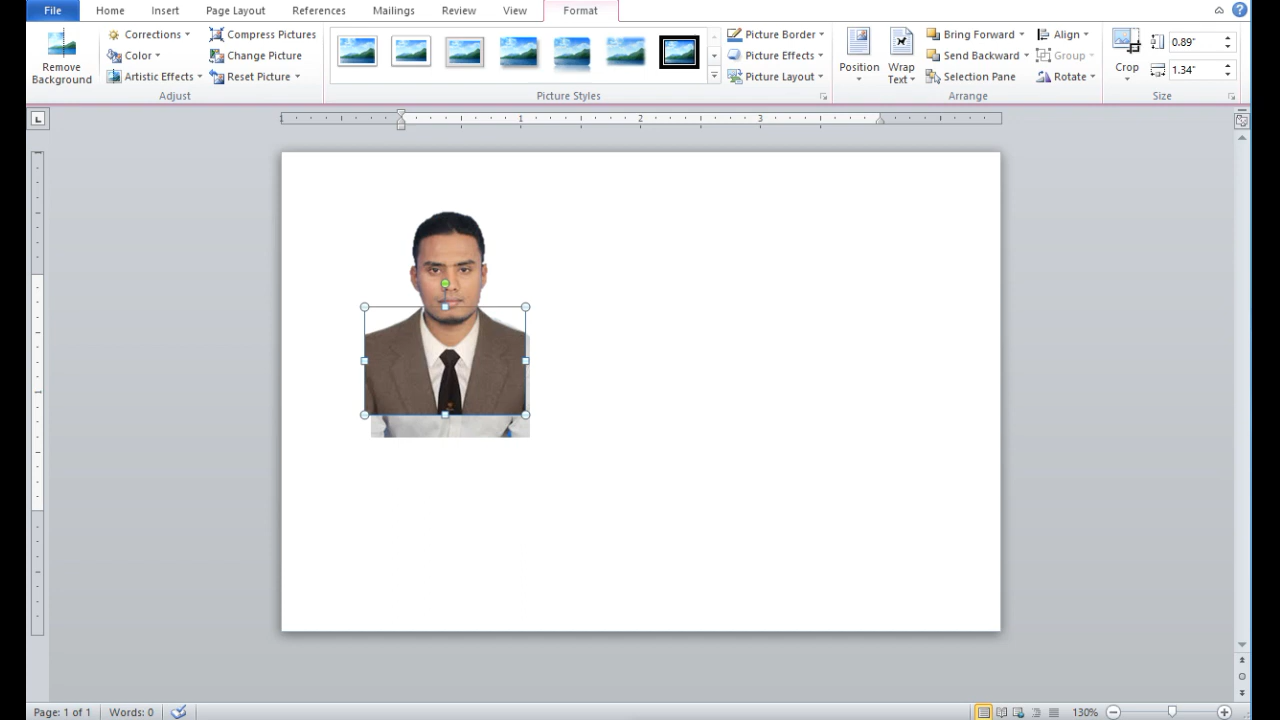 File Home Insert Page Layout References Mailings Review View Format
Corrections Compress Pictures Picture Border Bring Forward Align 0.89"
Color Change Picture Picture Effects Send Backward Group
Remove Background Artistic Effects Reset Picture Picture Layout Position Wrap Text Selection Pane Rotate Crop 1.34"
Adjust Picture Styles Arrange Size
1 1 2 3
Page: 1 of 1 Words: 0 130%